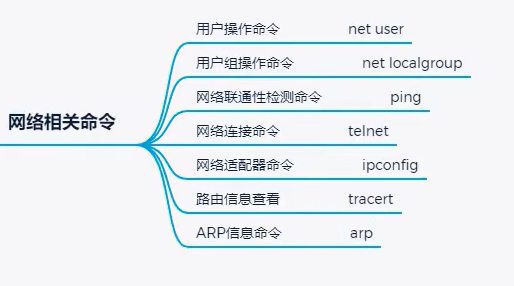 网络相关命令
用户操作命令 net user
用户组操作命令 net localgroup
网络联通性检测命令 ping
网络连接命令 telnet
网络适配器命令 ipconfig
路由信息查看 tracert
ARP信息命令 arp